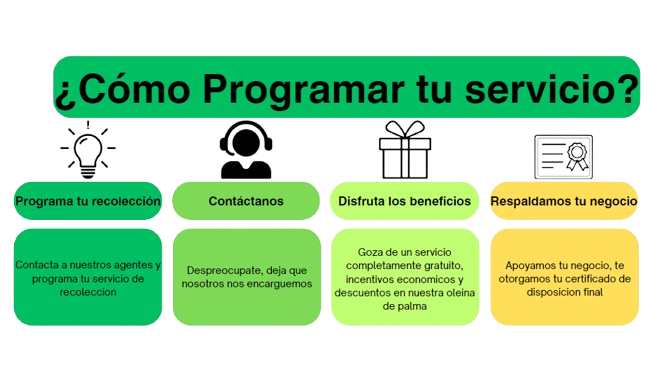 ¿Cómo Programar tu servicio?
Programa tu recolección
Contáctanos
Disfruta los beneficios
Respaldamos tu negocio
Contacta a nuestros agentes y
programa tu servicio de
recoleccion
Despreocupate, deja que
nosotros nos encarguemos
Goza de un servicio
completamente gratuito,
incentivos economicos y
descuentos en nuestra oleina
de palma
Apoyamos tu negocio, te
otorgamos tu certificado de
disposicion final